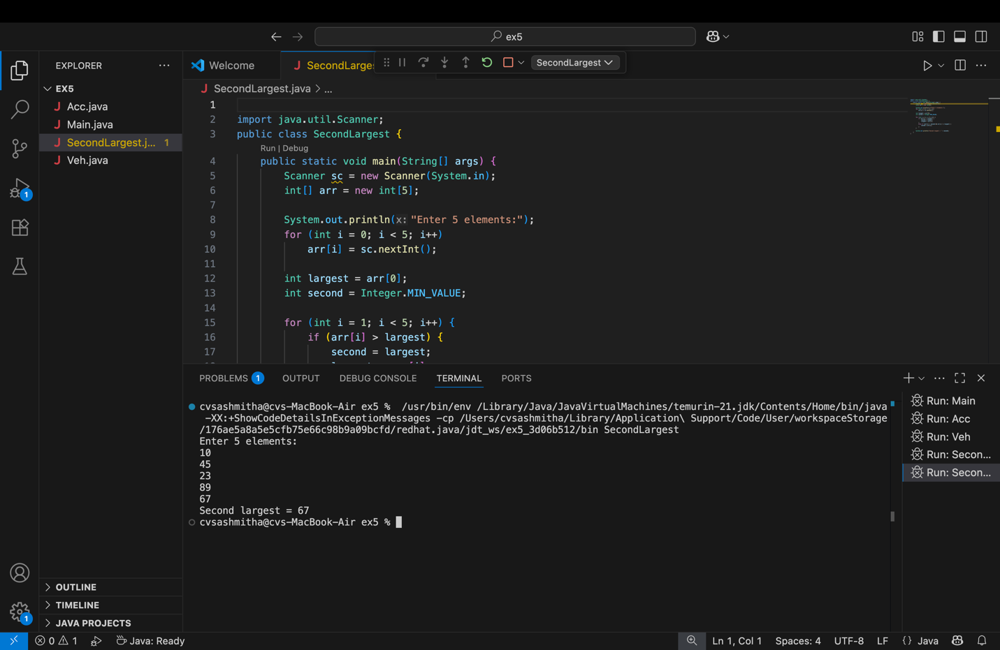 ex5
EXPLORER
Welcome
SecondLarges
SecondLargest
EX5
Acc.java
Main.java
SecondLargest.j... 1
Veh.java
SecondLargest.java > ...
1
2 import java.util.Scanner;
3 public class SecondLargest {
Run | Debug
4 public static void main(String[] args) {
5 Scanner sc = new Scanner(System.in);
6 int[] arr = new int[5];
7
8 System.out.println(x: "Enter 5 elements:");
9 for (int i = 0; i < 5; i++)
10 arr[i] = sc.nextInt();
11
12 int largest = arr[0];
13 int second = Integer.MIN_VALUE;
14
15 for (int i = 1; i < 5; i++) {
16 if (arr[i] > largest) {
17 second = largest;
1
PROBLEMS 1 OUTPUT DEBUG CONSOLE TERMINAL PORTS
cvsashmitha@cvs-MacBook-Air ex5 % /usr/bin/env /Library/Java/JavaVirtualMachines/temurin-21.jdk/Contents/Home/bin/java
-XX:+ShowCodeDetailsInExceptionMessages -cp /Users/cvsashmitha/Library/Application\ Support/Code/User/workspaceStorage
/176ae5a8a5e5cfb75e66c98b9a09bcfd/redhat.java/jdt_ws/ex5_3d06b512/bin SecondLargest
Enter 5 elements:
10
45
23
89
67
Second largest = 67
cvsashmitha@cvs-MacBook-Air ex5 %
Run: Main
Run: Acc
Run: Veh
Run: Secon...
Run: Secon...
OUTLINE
TIMELINE
JAVA PROJECTS
1
0 1 Java: Ready Ln 1, Col 1 Spaces: 4 UTF-8 LF {} Java